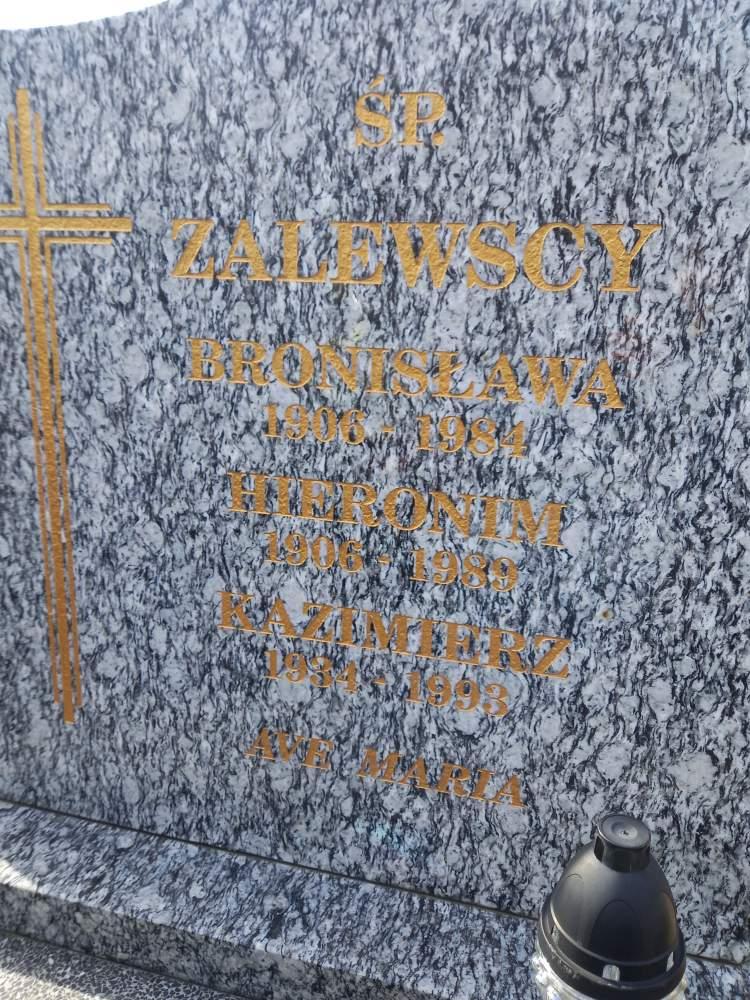 ŚP.
ZALEWSCY
BRONISŁAWA
1906 - 1984
HIERONIM
1906 - 1989
KAZIMIERZ
1934 - 1993
AVE MARIA